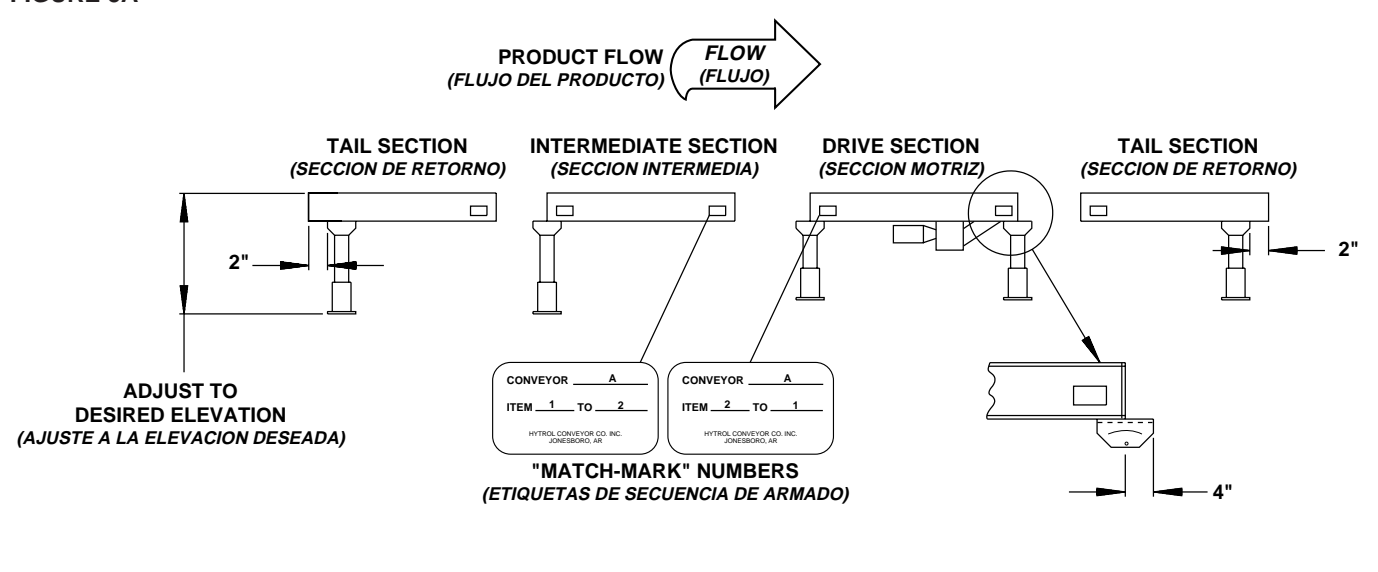 PRODUCT FLOW
(FLUJO DEL PRODUCTO)
FLOW
(FLUJO)
TAIL SECTION
(SECCION DE RETORNO)
INTERMEDIATE SECTION
(SECCION INTERMEDIA)
DRIVE SECTION
(SECCION MOTRIZ)
TAIL SECTION
(SECCION DE RETORNO)
2"
2"
ADJUST TO
DESIRED ELEVATION
(AJUSTE A LA ELEVACION DESEADA)
CONVEYOR A
ITEM 1 TO 2
HYTROL CONVEYOR CO. INC.
JONESBORO, AR
CONVEYOR A
ITEM 2 TO 1
HYTROL CONVEYOR CO. INC.
JONESBORO, AR
"MATCH-MARK" NUMBERS
(ETIQUETAS DE SECUENCIA DE ARMADO)
4"